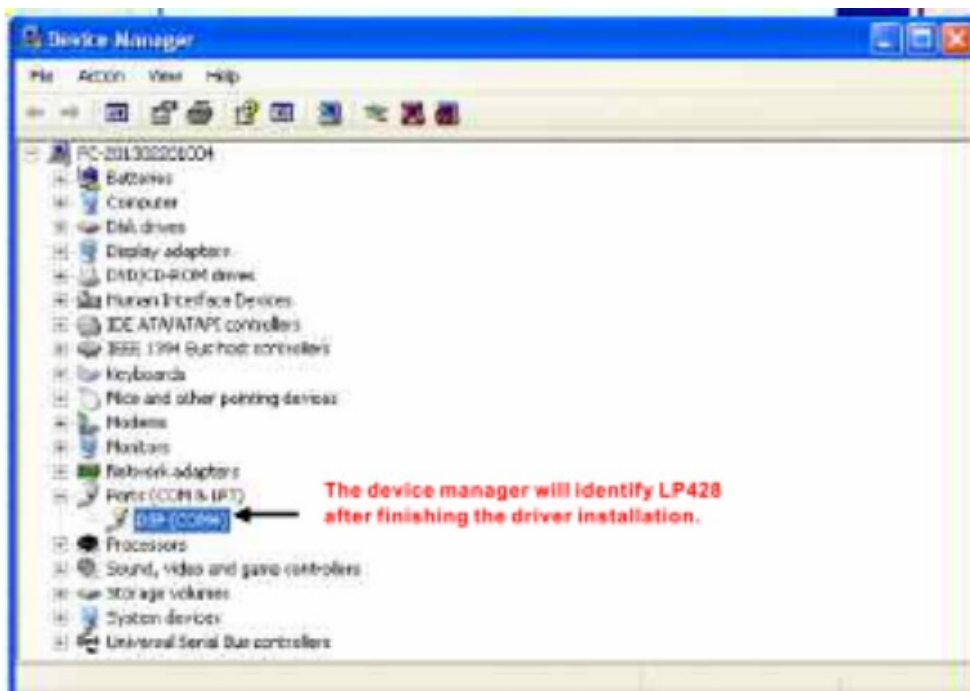 Device Manager
File Action View Help
PC-201302201004
Batteries
Computer
Disk drives
Display adapters
DVD/CD-ROM drives
Human Interface Devices
IDE ATA/ATAPI controllers
IEEE 1394 Bus host controllers
Keyboards
Mice and other pointing devices
Modems
Monitors
Network adapters
Ports (COM & LPT)
The device manager will identify LP428
DSP
after finishing the driver installation.
Processors
Sound, video and game controllers
Storage volumes
System devices
Universal Serial Bus controllers